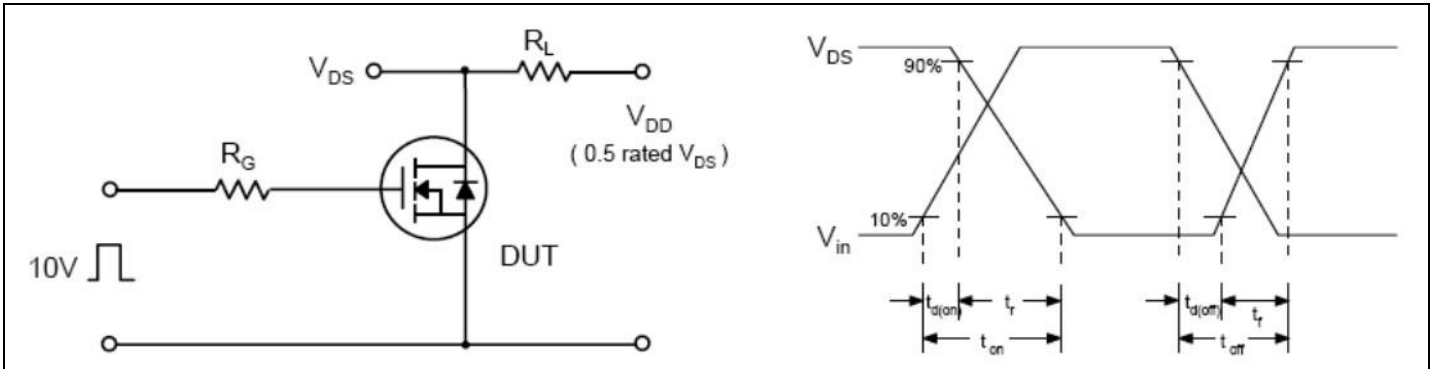 R_L
V_DS
V_DD
( 0.5 rated V_DS )
R_G
10V
DUT
V_DS
90%
10%
V_in
t_d(on)
t_r
t_on
t_d(off)
t_f
t_off